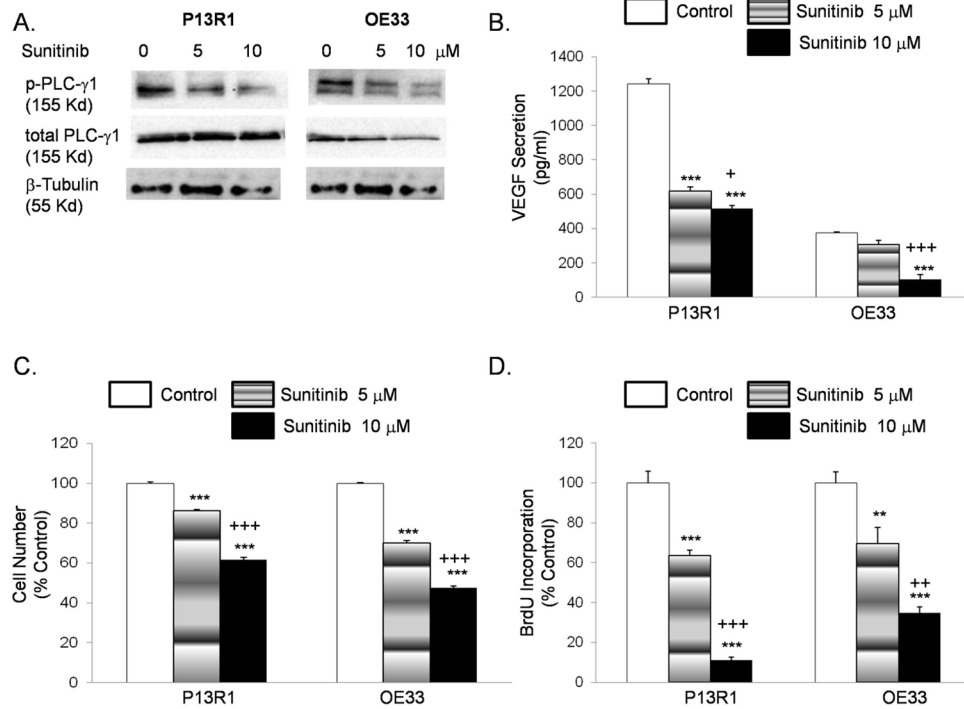 A.
P13R1 OE33
Sunitinib 0 5 10 0 5 10 μM
p-PLC-γ1
(155 Kd)
total PLC-γ1
(155 Kd)
β-Tubulin
(55 Kd)
B.
Control Sunitinib 5 μM
Sunitinib 10 μM
VEGF Secretion
(pg/ml)
1400
1200
1000
800
600
400
200
0
***
+
***
+++
***
P13R1 OE33
C.
Control Sunitinib 5 μM
Sunitinib 10 μM
Cell Number
(% Control)
120
100
80
60
40
20
0
***
+++
***
***
+++
***
P13R1 OE33
D.
Control Sunitinib 5 μM
Sunitinib 10 μM
BrdU Incorporation
(% Control)
120
100
80
60
40
20
0
***
+++
***
**
++
***
P13R1 OE33